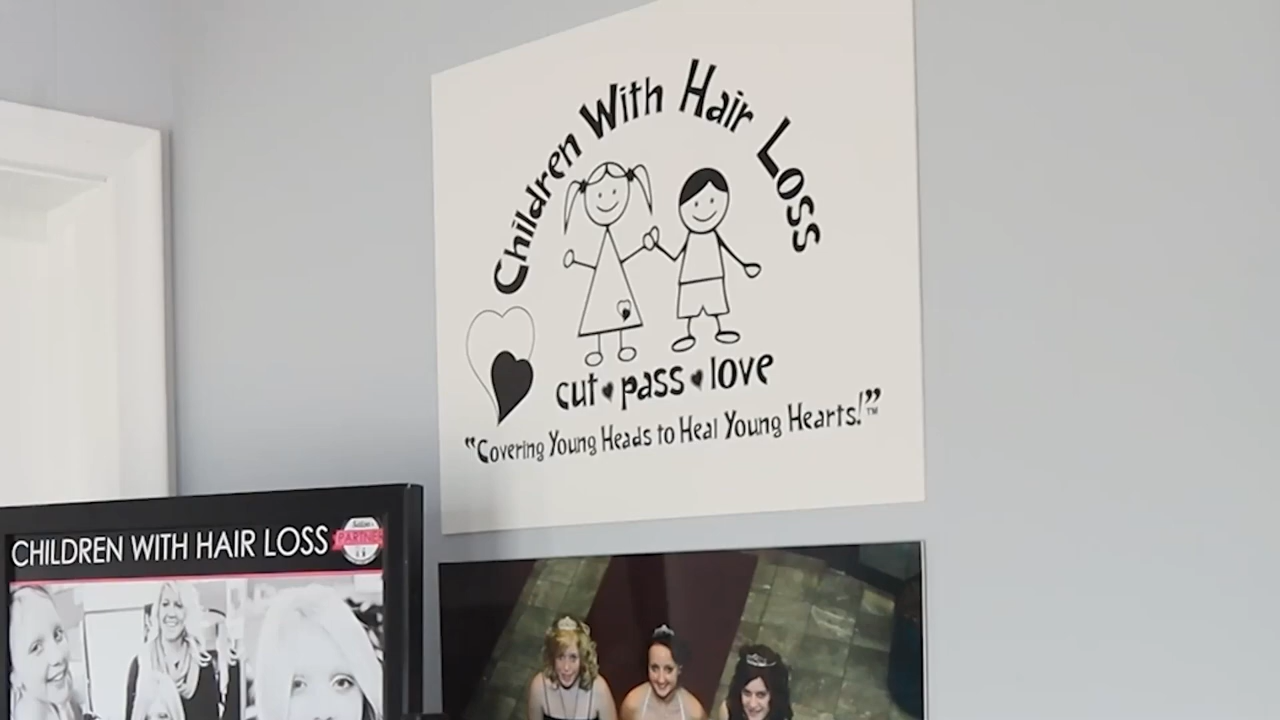 Children With Hair Loss
cut pass love
"Covering Young Heads to Heal Young Hearts!"™
CHILDREN WITH HAIR LOSS
PARTNER